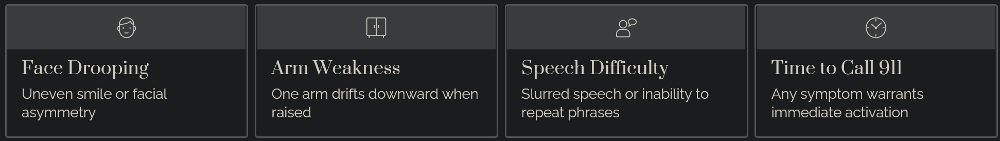 Face Drooping
Uneven smile or facial
asymmetry
Arm Weakness
One arm drifts downward when
raised
Speech Difficulty
Slurred speech or inability to
repeat phrases
Time to Call 911
Any symptom warrants
immediate activation